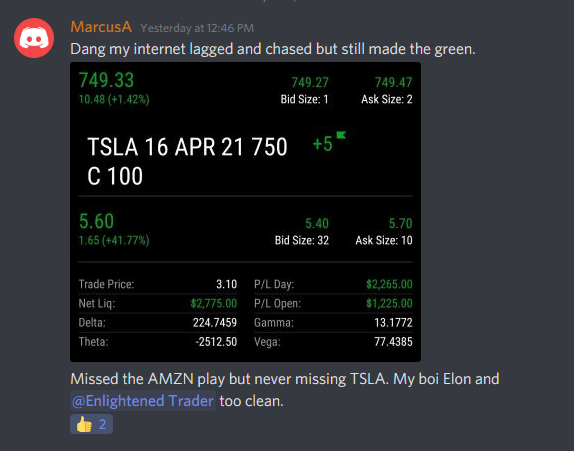 MarcusA Yesterday at 12:46 PM
Dang my internet lagged and chased but still made the green.
749.33 749.27 749.47
10.48 (+1.42%) Bid Size: 1 Ask Size: 2
TSLA 16 APR 21 750 +5
C 100
5.60 5.40 5.70
1.65 (+41.77%) Bid Size: 32 Ask Size: 10
Trade Price: 3.10 P/L Day: $2,265.00
Net Liq: $2,775.00 P/L Open: $1,225.00
Delta: 224.7459 Gamma: 13.1772
Theta: -2512.50 Vega: 77.4385
Missed the AMZN play but never missing TSLA. My boi Elon and
@Enlightened Trader too clean.
👍 2